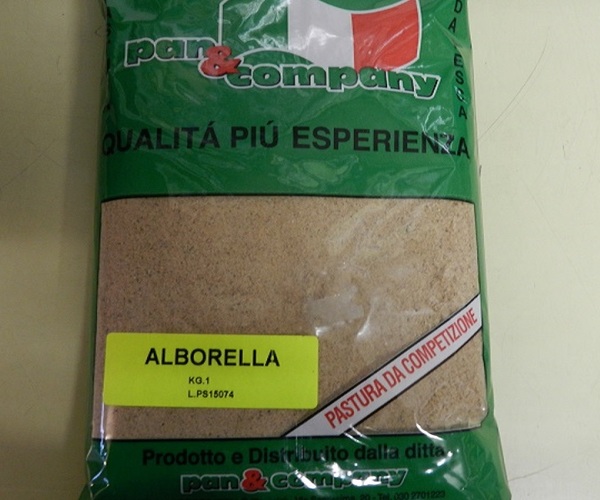 pan & company
QUALITÁ PIÚ ESPERIENZA
DA PESCA
ALBORELLA
KG.1
L.PS15074
PASTURA DA COMPETIZIONE
Prodotto e Distribuito dalla ditta
pan & company